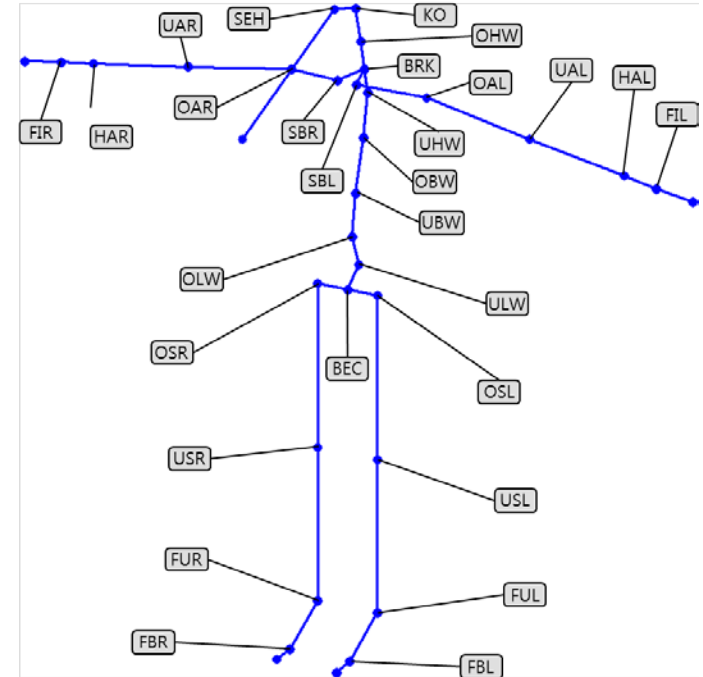 SEH
KO
UAR
OHW
BRK
OAL
UAL
HAL
FIL
OAR
FIR
HAR
SBR
UHW
SBL
OBW
UBW
OLW
ULW
OSR
BEC
OSL
USR
USL
FUR
FUL
FBR
FBL